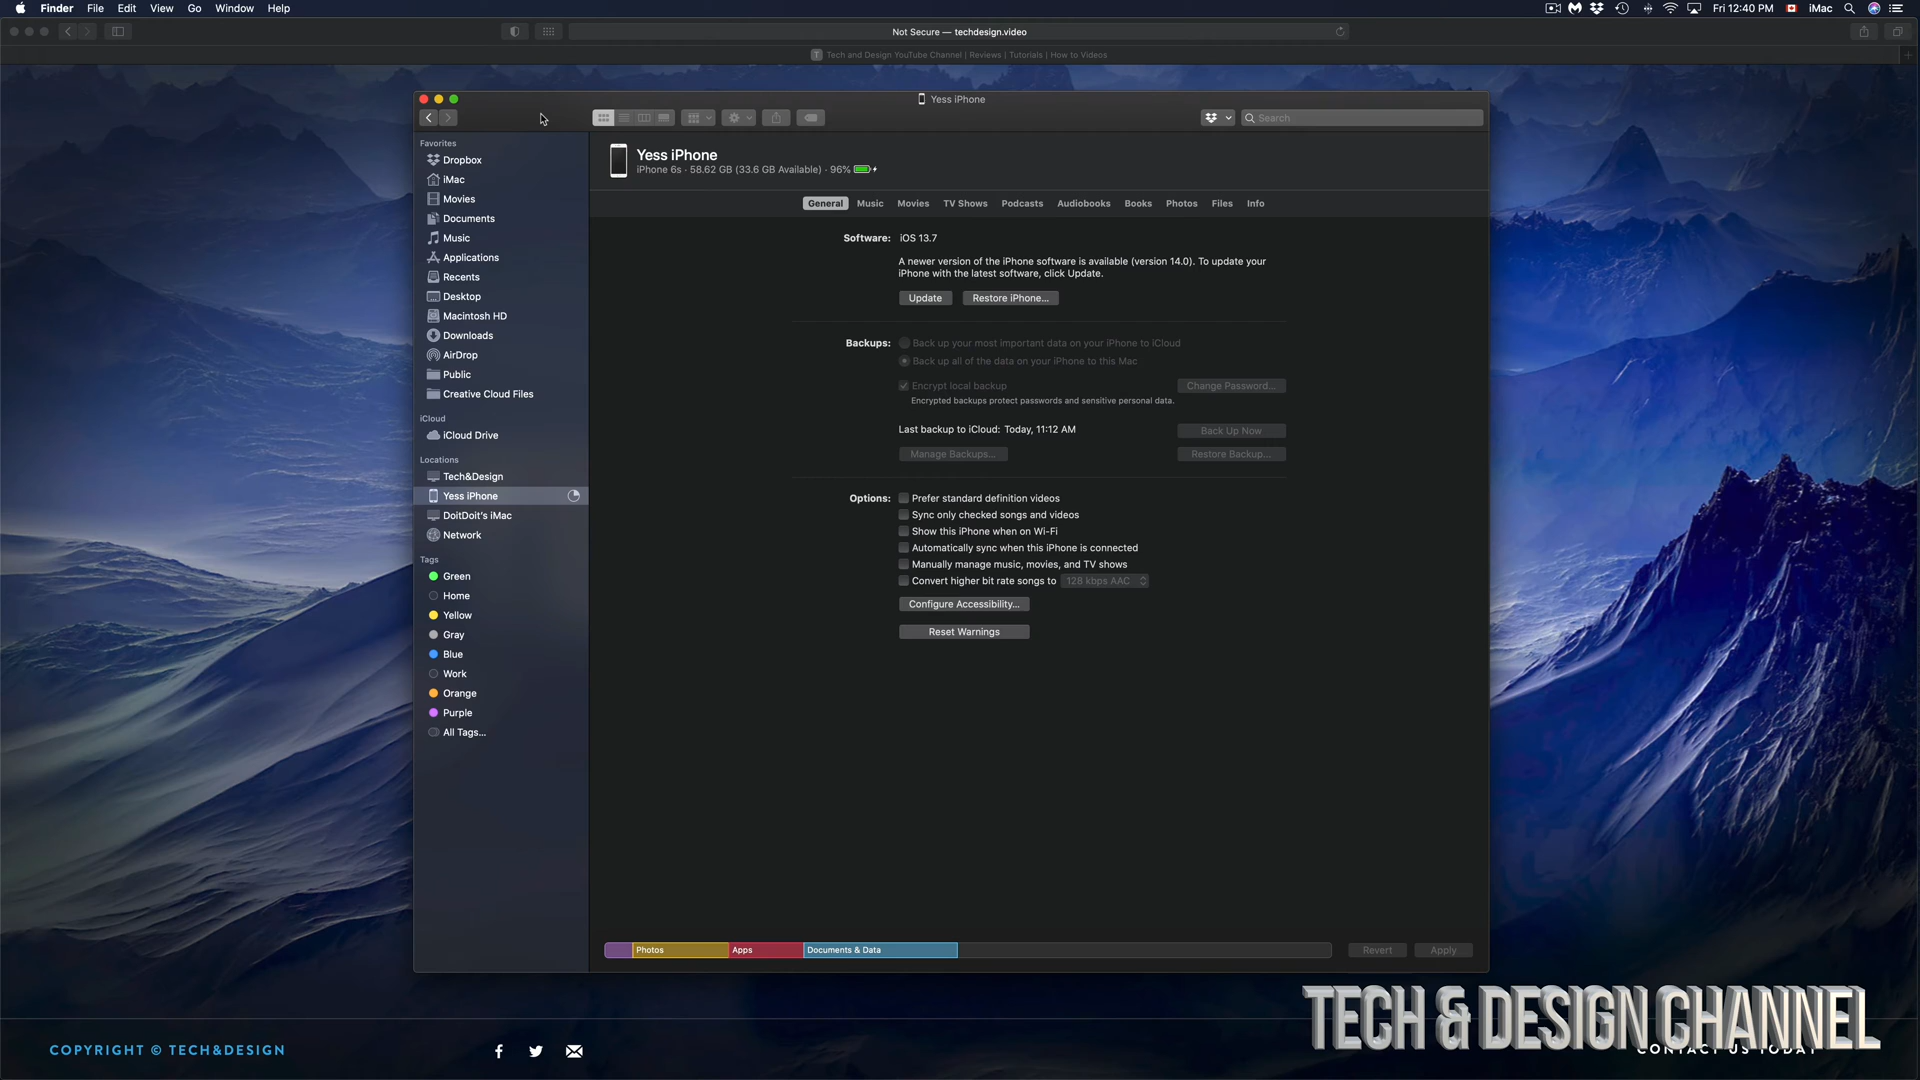 Finder File Edit View Go Window Help
Fri 12:40 PM iMac
Not Secure — techdesign.video
T Tech and Design YouTube Channel | Reviews | Tutorials | How to Videos
Yess iPhone
Search
Favorites
Dropbox
iMac
Movies
Documents
Music
Applications
Recents
Desktop
Macintosh HD
Downloads
AirDrop
Public
Creative Cloud Files
iCloud
iCloud Drive
Locations
Tech&Design
Yess iPhone
DoitDoit's iMac
Network
Tags
Green
Home
Yellow
Gray
Blue
Work
Orange
Purple
All Tags...
Yess iPhone
iPhone 6s · 58.62 GB (33.6 GB Available) · 96%
General Music Movies TV Shows Podcasts Audiobooks Books Photos Files Info
Software: iOS 13.7
A newer version of the iPhone software is available (version 14.0). To update your
iPhone with the latest software, click Update.
Update Restore iPhone...
Backups: Back up your most important data on your iPhone to iCloud
Back up all of the data on your iPhone to this Mac
Encrypt local backup Change Password...
Encrypted backups protect passwords and sensitive personal data.
Last backup to iCloud: Today, 11:12 AM Back Up Now
Manage Backups... Restore Backup...
Options: Prefer standard definition videos
Sync only checked songs and videos
Show this iPhone when on Wi-Fi
Automatically sync when this iPhone is connected
Manually manage music, movies, and TV shows
Convert higher bit rate songs to 128 kbps AAC
Configure Accessibility...
Reset Warnings
Photos Apps Documents & Data Revert Apply
TECH & DESIGN CHANNEL
COPYRIGHT © TECH&DESIGN
CONTACT US TODAY